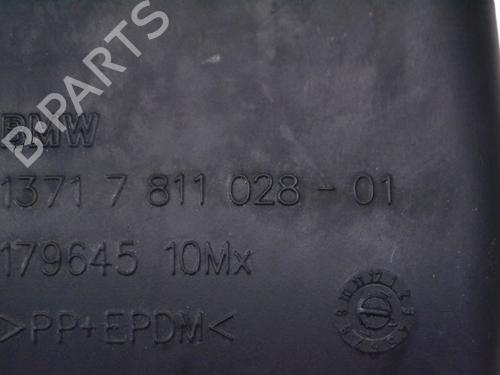 B-PARTS
BMW
1371 7 811 028 - 01
179645 10Mx
>PP+EPDM<